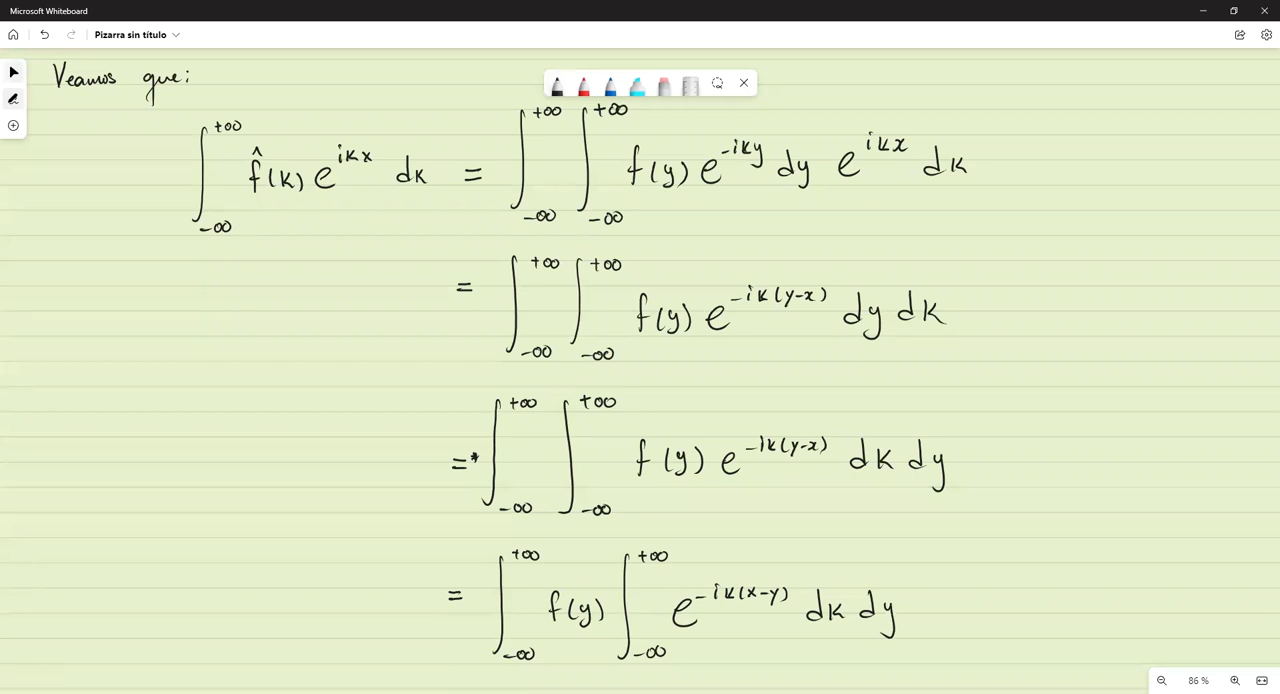 Microsoft Whiteboard
Pizarra sin título
Veamos que:
∫_{-∞}^{+∞} f̂(k) e^{ikx} dk = ∫_{-∞}^{+∞} ∫_{-∞}^{+∞} f(y) e^{-iky} dy e^{ikx} dk
= ∫_{-∞}^{+∞} ∫_{-∞}^{+∞} f(y) e^{-ik(y-x)} dy dk
=* ∫_{-∞}^{+∞} ∫_{-∞}^{+∞} f(y) e^{-ik(y-x)} dk dy
= ∫_{-∞}^{+∞} f(y) ∫_{-∞}^{+∞} e^{-ik(x-y)} dk dy
86 %